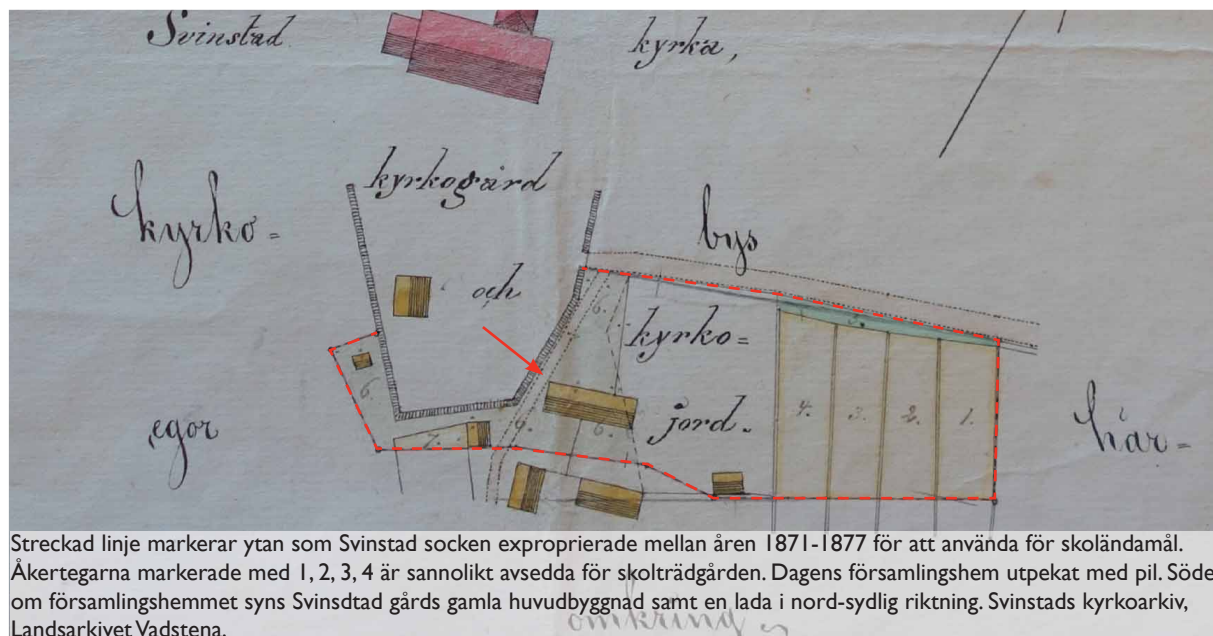 Svinstad kyrka,
kyrkogård
kyrko=
bys
och
kyrko=
6.
5.
6.
egor
7.
9.
6.
jord.
4. 3. 2. 1.
här=
Streckad linje markerar ytan som Svinstad socken exproprierade mellan åren 1871-1877 för att använda för skoländamål.
Åkertegarna markerade med 1, 2, 3, 4 är sannolikt avsedda för skolträdgården. Dagens församlingshem utpekat med pil. Söde
om församlingshemmet syns Svinsdtad gårds gamla huvudbyggnad samt en lada i nord-sydlig riktning. Svinstads kyrkoarkiv,
Landsarkivet Vadstena.
omkring